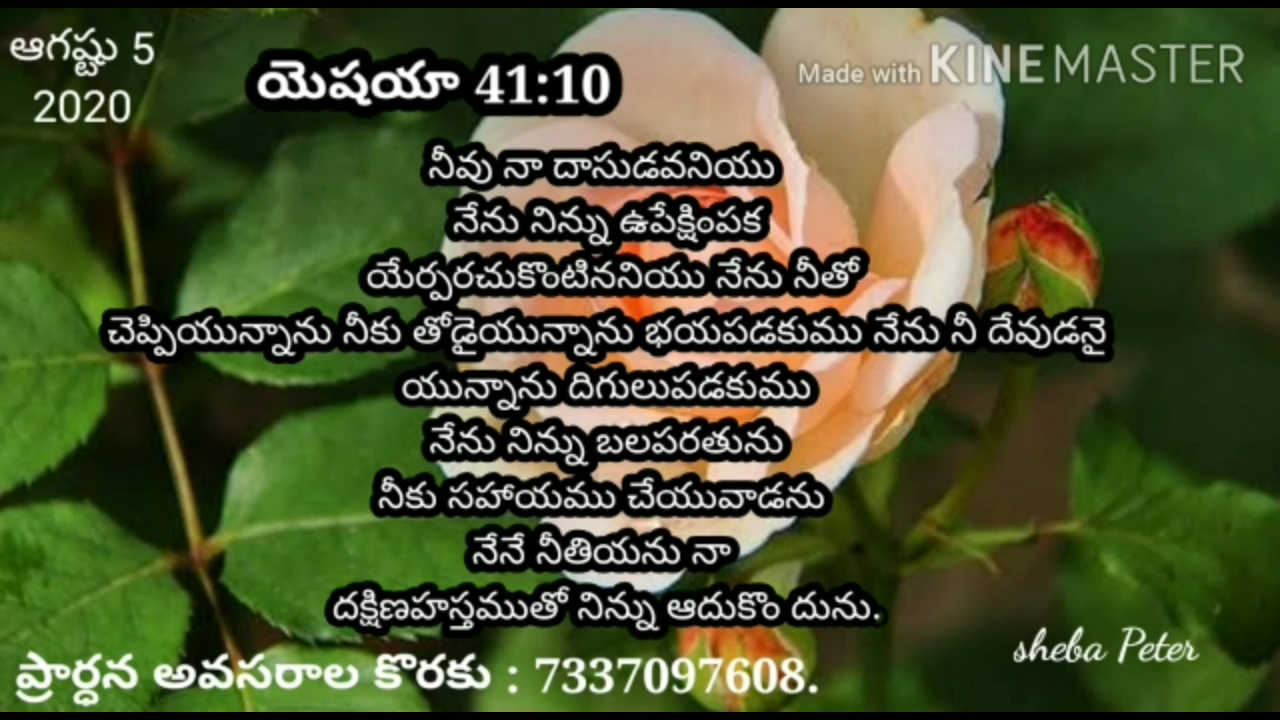 ఆగష్టు 5
2020
యెషయా 41:10
Made with KINEMASTER
నీవు నా దాసుడవనియు
నేను నిన్ను ఉపేక్షింపక
యేర్పరచుకొంటిననియు నేను నీతో
చెప్పియున్నాను నీకు తోడైయున్నాను భయపడకుము నేను నీ దేవుడనై
యున్నాను దిగులుపడకుము
నేను నిన్ను బలపరతును
నీకు సహాయము చేయువాడను
నేనే నీతియను నా
దక్షిణహస్తముతో నిన్ను ఆదుకొం దును.
sheba Peter
ప్రార్ధన అవసరాల కొరకు : 7337097608.